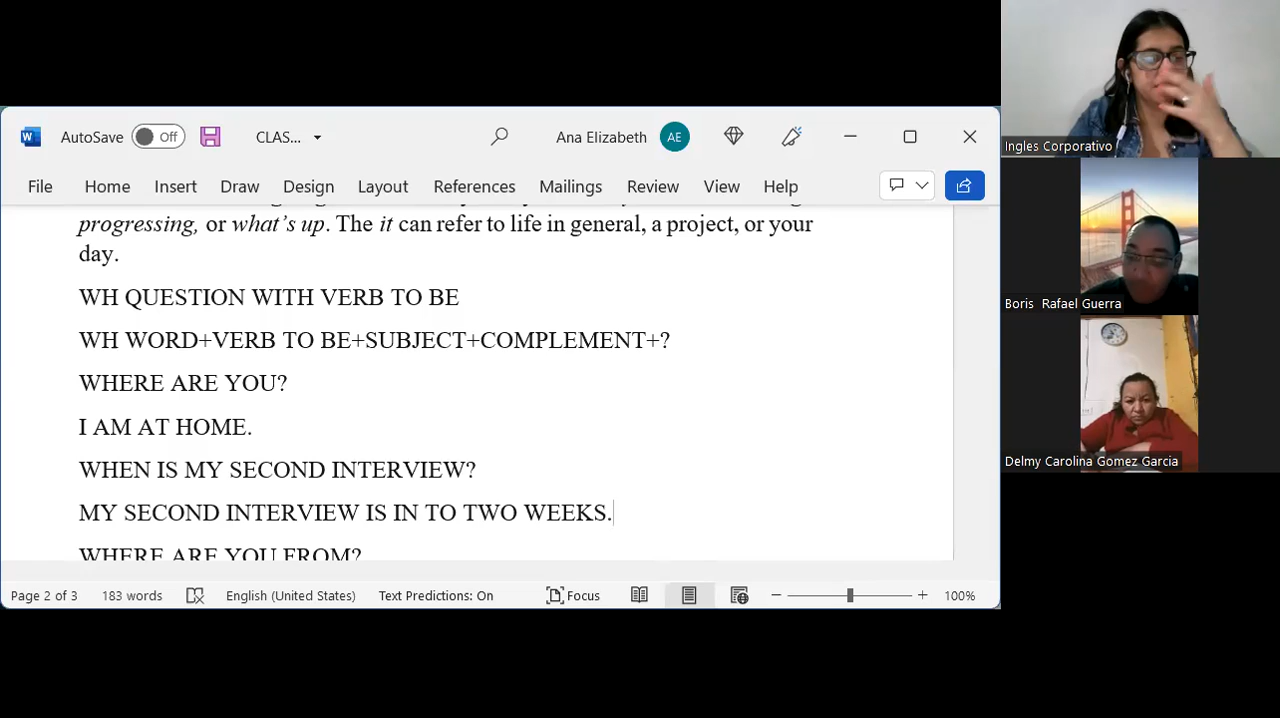 AutoSave Off CLAS... Ana Elizabeth AE
File Home Insert Draw Design Layout References Mailings Review View Help
progressing, or what's up. The it can refer to life in general, a project, or your
day.
WH QUESTION WITH VERB TO BE
WH WORD+VERB TO BE+SUBJECT+COMPLEMENT+?
WHERE ARE YOU?
I AM AT HOME.
WHEN IS MY SECOND INTERVIEW?
MY SECOND INTERVIEW IS IN TO TWO WEEKS.
WHERE ARE YOU FROM?
Page 2 of 3 183 words English (United States) Text Predictions: On Focus 100%
Ingles Corporativo
Boris Rafael Guerra
Delmy Carolina Gomez Garcia